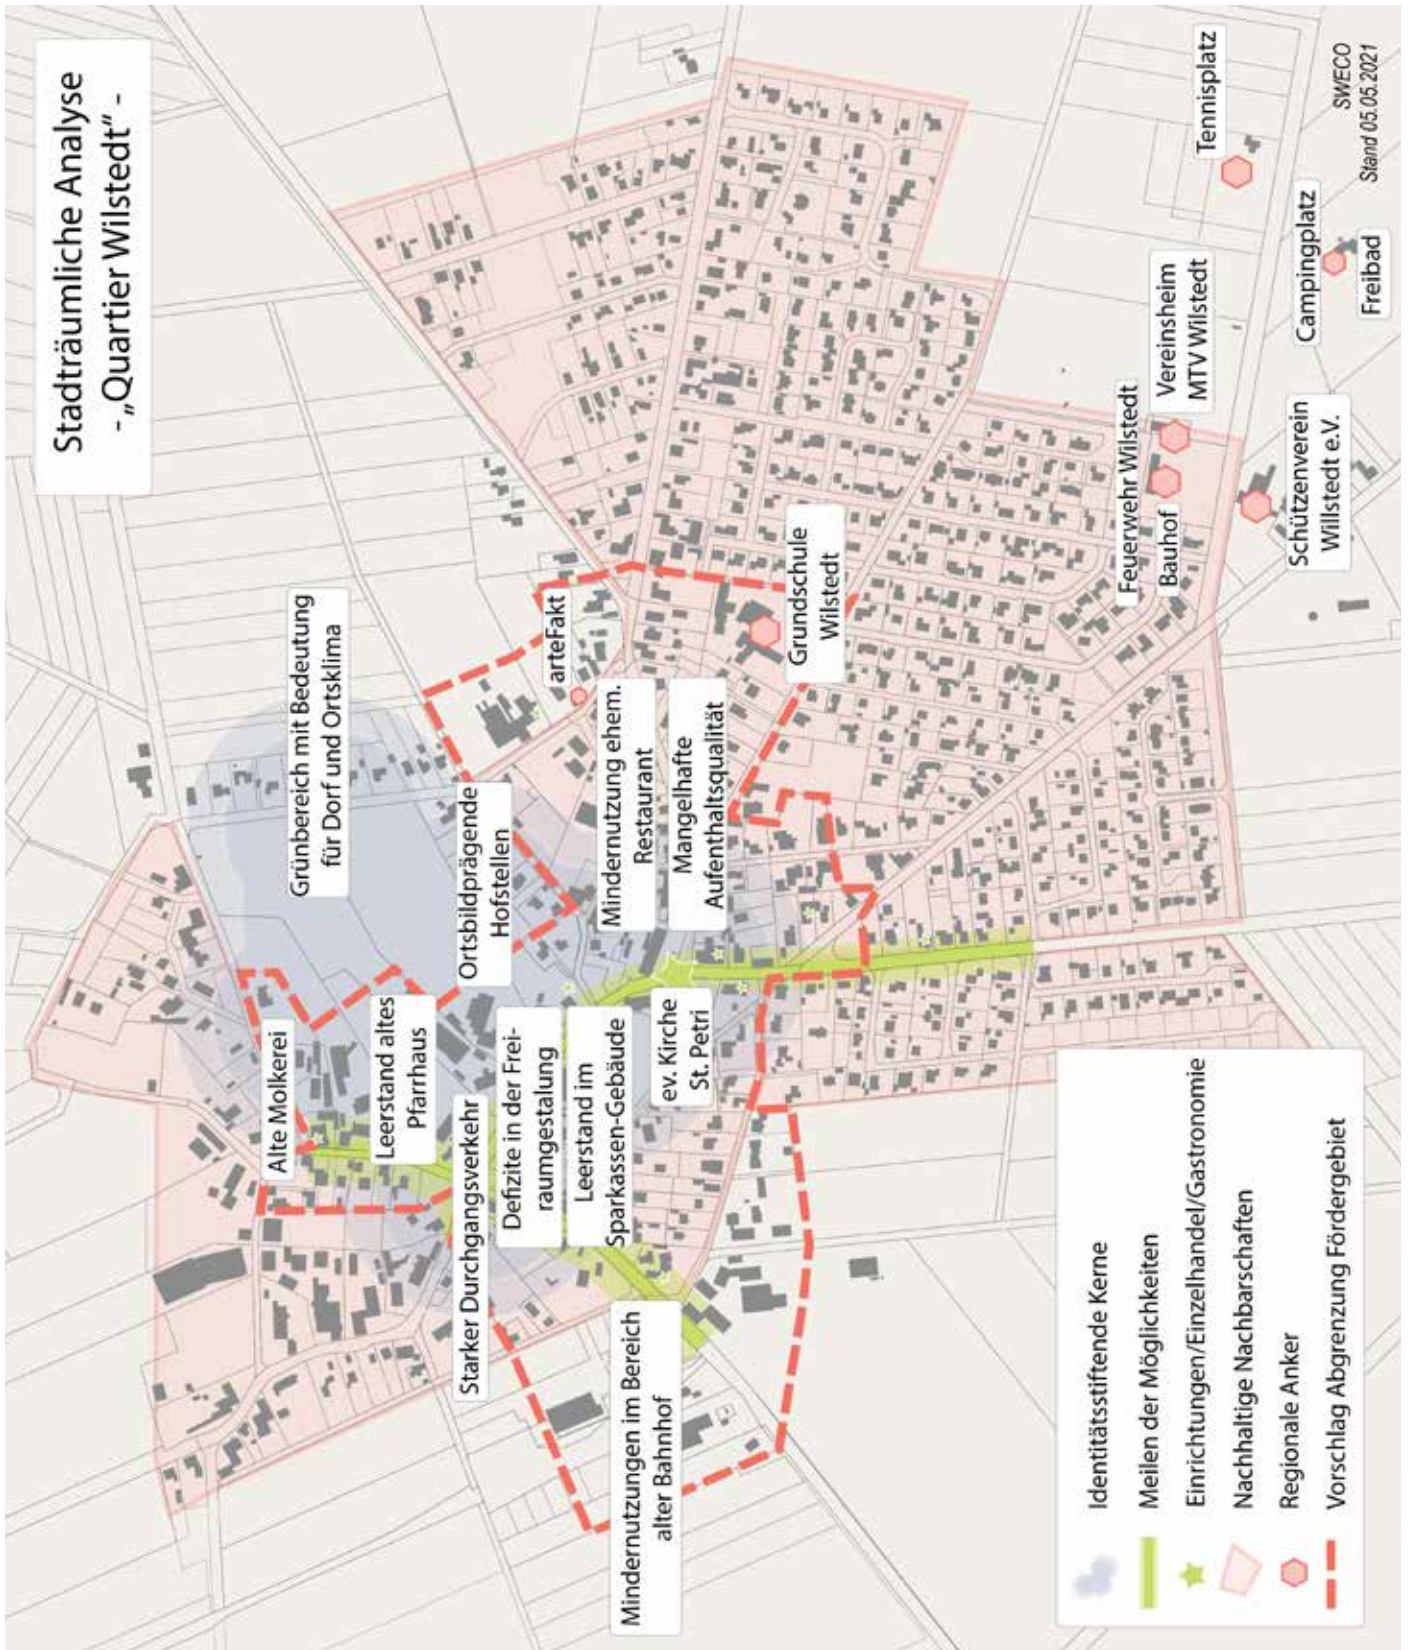 Stadträumliche Analyse
- „Quartier Wilstedt“ -
Grünbereich mit Bedeutung
für Dorf und Ortsklima
Alte Molkerei
Leerstand altes
Pfarrhaus
Ortsbildprägende
Hofstellen
arteFakt
Starker Durchgangsverkehr
Defizite in der Frei-
raumgestalung
Leerstand im
Sparkassen-Gebäude
Mindernutzung ehem.
Restaurant
Mangelhafte
Aufenthaltsqualität
ev. Kirche
St. Petri
Mindernutzungen im Bereich
alter Bahnhof
Grundschule
Wilstedt
Feuerwehr Wilstedt
Bauhof
Vereinsheim
MTV Wilstedt
Tennisplatz
Schützenverein
Wilstedt e.V.
Campingplatz
Freibad
Identitätsstiftende Kerne
Meilen der Möglichkeiten
Einrichtungen/Einzelhandel/Gastronomie
Nachhaltige Nachbarschaften
Regionale Anker
Vorschlag Abgrenzung Fördergebiet
SWECO
Stand 05.05.2021